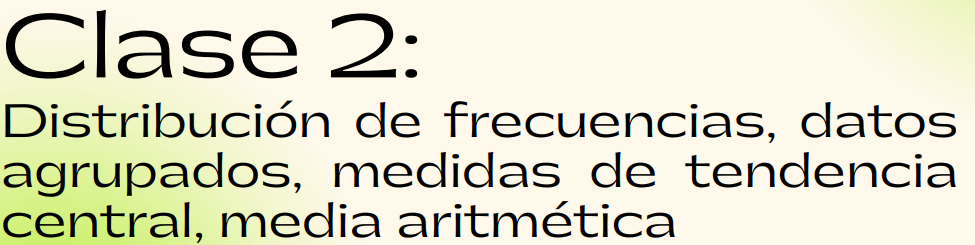 Clase 2:
Distribución de frecuencias, datos
agrupados, medidas de tendencia
central, media aritmética